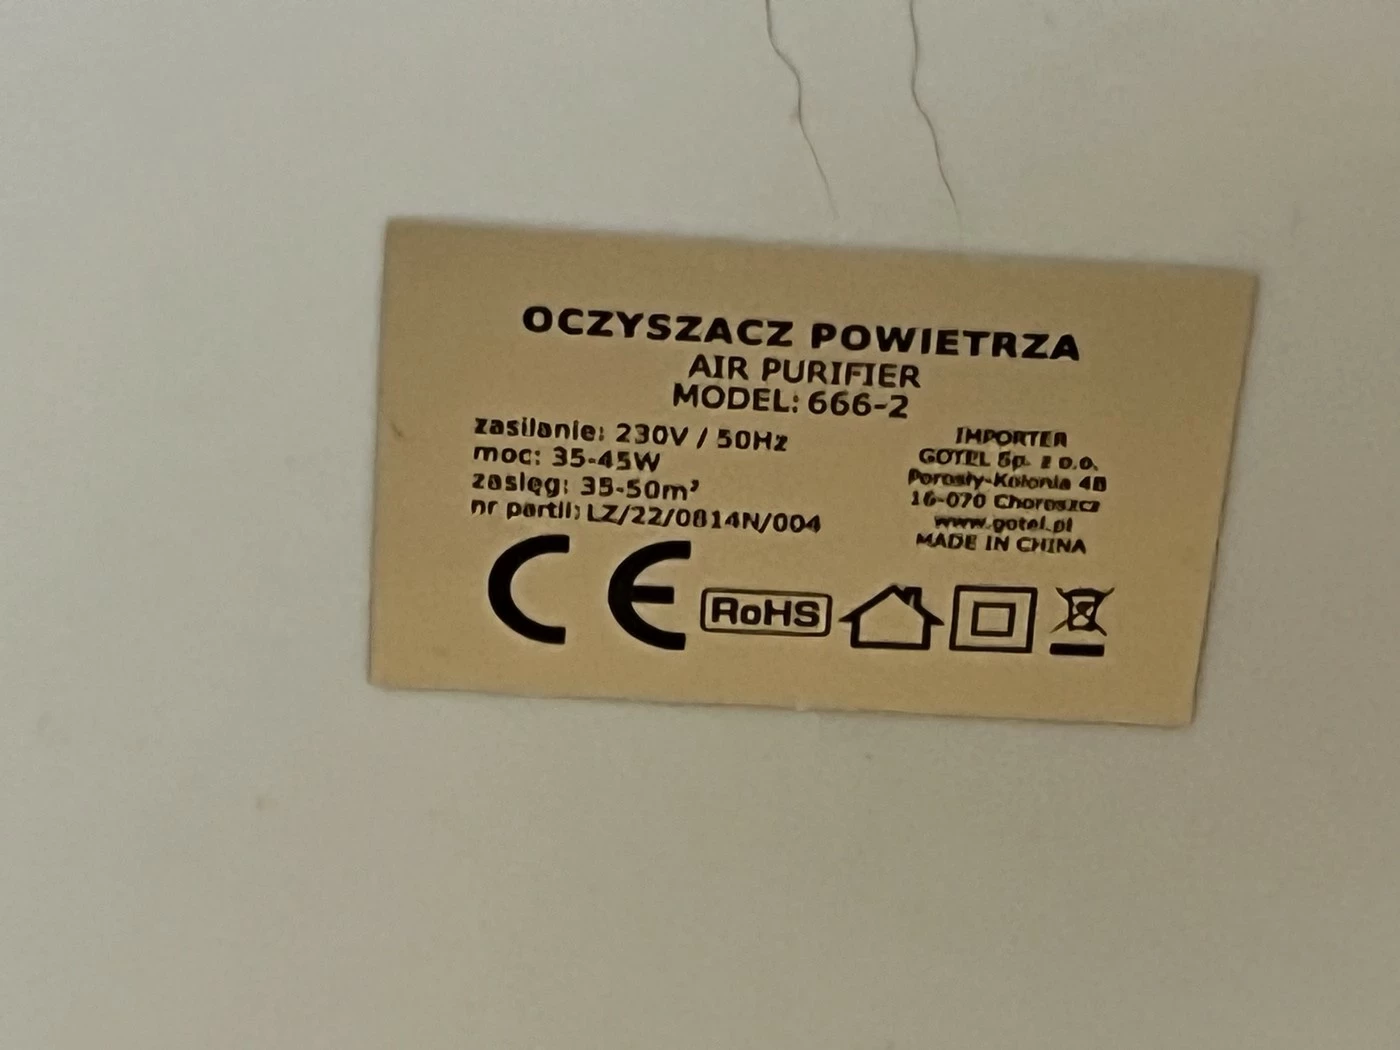 OCZYSZACZ POWIETRZA
AIR PURIFIER
MODEL: 666-2
zasilanie: 230V / 50Hz
moc: 35-45W
zasięg: 35-50m²
nr partii: LZ/22/0814N/004
IMPORTER
GOTEL Sp. z o.o.
Porosły-Kolonia 4B
16-070 Choroszcz
www.gotel.pl
MADE IN CHINA
CE
RoHS